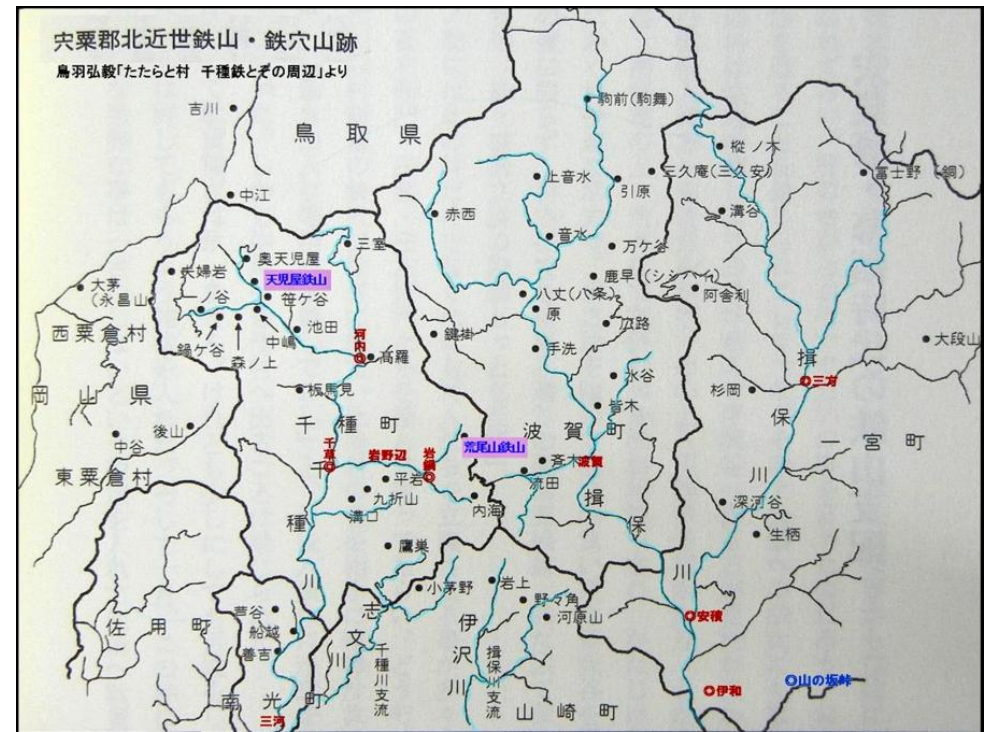 宍粟郡北近世鉄山・鉄穴山跡
鳥羽弘毅「たたらと村　千種鉄とその周辺」より
吉川
鳥取県
駒前(駒舞)
樅ノ木
三久庵(三久安)
富士野(銅)
上音水
引原
中江
赤西
溝谷
音水
万ケ谷
三室
奥天児屋
夫婦岩
天児屋鉄山
鹿早(シシハイ)
阿舎利
大茅
(永昌山)
一ノ谷
笹ケ谷
八丈(八条)
原
西粟倉村
池田
鍵掛
大段山
鍋ケ谷
森ノ上
中嶋
河内
高羅
手洗
揖
水谷
三方
岡山県
板馬見
杉岡
皆木
保
千種町
波賀町
一宮町
後山
中谷
荒尾山鉄山
千草
岩野辺
岩鍋
斉木
波賀
東粟倉村
千
平岩
流田
川
九折山
溝口
内海
揖
深河谷
種
保
生栖
鷹巣
川
小茅野
岩上
川
芦谷
志
野々角
佐用町
船越
文
伊
河原山
安積
善吉
川
千種川支流
沢
揖保川支流
山の坂峠
南光町
川
伊和
三河
山崎町